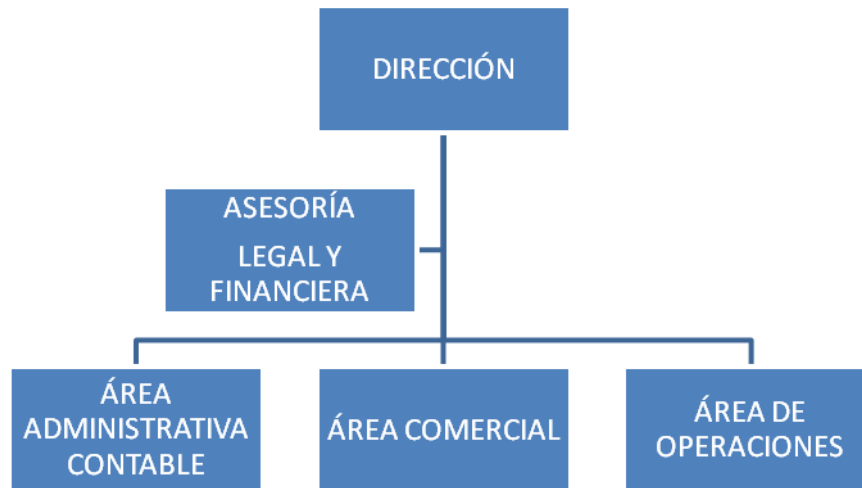 DIRECCIÓN
ASESORÍA
LEGAL Y
FINANCIERA
ÁREA
ADMINISTRATIVA
CONTABLE
ÁREA COMERCIAL
ÁREA DE
OPERACIONES